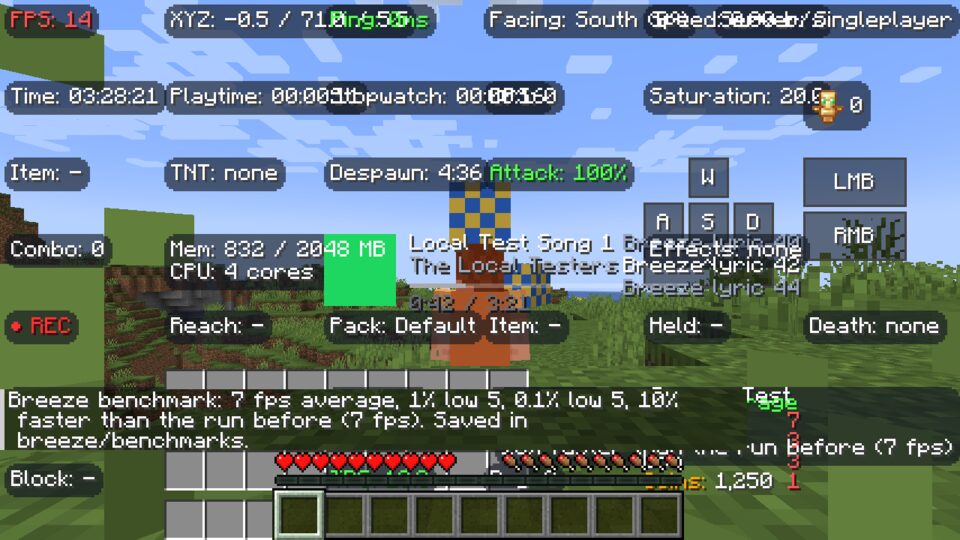 FPS: 14
XYZ: -0.5 / 71.0 /
Ping: 0ms
Facing: South
Singleplayer
Time: 03:28:21
Playtime: 00:00
Stopwatch: 00:00
Saturation: 20.0
0
Item: -
TNT: none
Despawn: 4:36
Attack: 100%
W
LMB
A
S
D
RMB
Combo: 0
Mem: 832 / 2048 MB
CPU: 4 cores
Local Test Song 1
The Local Testers
Effects: none
Breeze lyric 42
Breeze lyric 44
• REC
Reach: -
Pack: Default
Item: -
Held: -
Death: none
Breeze benchmark: 7 fps average, 1% low 5, 0.1% low 5, 10%
faster than the run before (7 fps). Saved in
breeze/benchmarks.
Test
7
the run before (7 fps)
3
Block: -
1,250
1